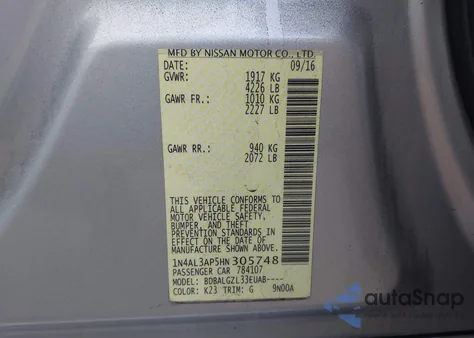 MFD BY NISSAN MOTOR CO., LTD.
DATE: 09/16
GVWR: 1917 KG
4226 LB
GAWR FR.: 1010 KG
2227 LB
GAWR RR.: 940 KG
2072 LB
THIS VEHICLE CONFORMS TO
ALL APPLICABLE FEDERAL
MOTOR VEHICLE SAFETY,
BUMPER, AND THEFT
PREVENTION STANDARDS IN
EFFECT ON THE DATE OF
MANUFACTURE SHOWN ABOVE.
1N4AL3AP5HN305748
PASSENGER CAR 784107
MODEL: BDBALGZL33EUAB----
COLOR: K23 TRIM: G 9N00A
autoSnap